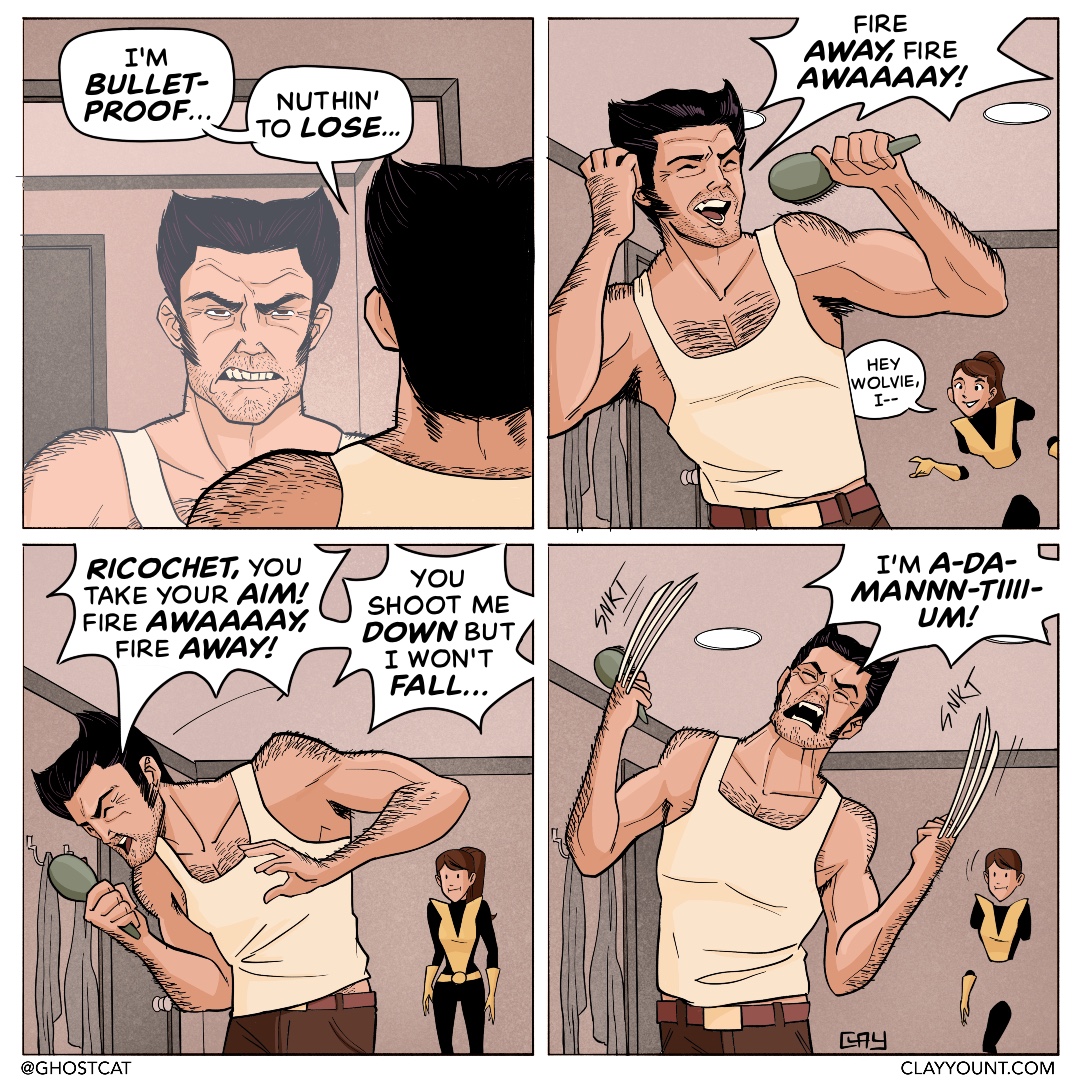 I'M
BULLET-
PROOF...
NUTHIN'
TO LOSE...
FIRE
AWAY, FIRE
AWAAAAY!
HEY
WOLVIE,
I--
RICOCHET, YOU
TAKE YOUR AIM!
FIRE AWAAAAY,
FIRE AWAY!
YOU
SHOOT ME
DOWN BUT
I WON'T
FALL...
SNKT
I'M A-DA-
MANNN-TIIII-
UM!
SNKT
CLAY
@GHOSTCAT
CLAYYOUNT.COM